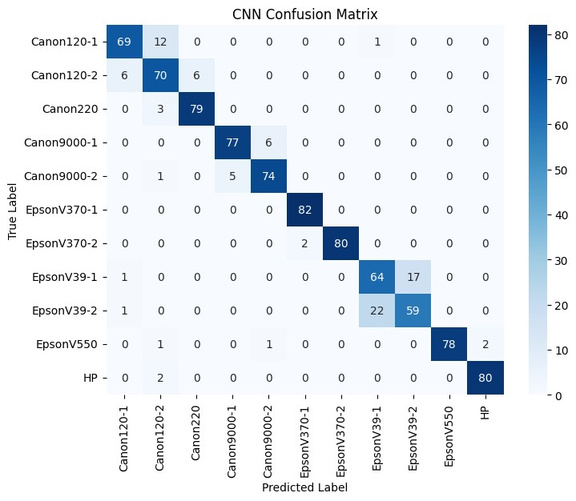 CNN Confusion Matrix
True Label
Canon120-1 69 12 0 0 0 0 0 1 0 0 0
Canon120-2 6 70 6 0 0 0 0 0 0 0 0
Canon220 0 3 79 0 0 0 0 0 0 0 0
Canon9000-1 0 0 0 77 6 0 0 0 0 0 0
Canon9000-2 0 1 0 5 74 0 0 0 0 0 0
EpsonV370-1 0 0 0 0 0 82 0 0 0 0 0
EpsonV370-2 0 0 0 0 0 2 80 0 0 0 0
EpsonV39-1 1 0 0 0 0 0 0 64 17 0 0
EpsonV39-2 1 0 0 0 0 0 0 22 59 0 0
EpsonV550 0 1 0 0 1 0 0 0 0 78 2
HP 0 2 0 0 0 0 0 0 0 0 80
Canon120-1 Canon120-2 Canon220 Canon9000-1 Canon9000-2 EpsonV370-1 EpsonV370-2 EpsonV39-1 EpsonV39-2 EpsonV550 HP
Predicted Label
80
70
60
50
40
30
20
10
0